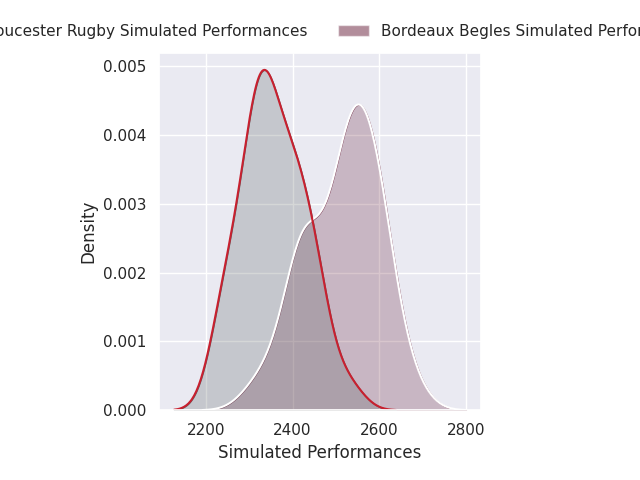 oucester Rugby Simulated Performances
Bordeaux Begles Simulated Perfor
0.005
0.004
0.003
0.002
0.001
0.000
Density
2200 2400 2600 2800
Simulated Performances